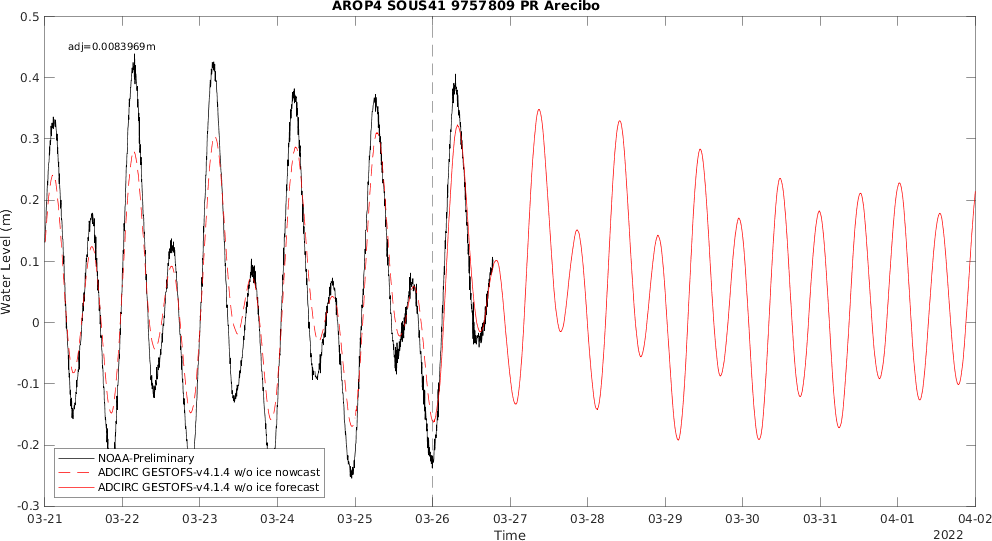 AROP4 SOUS41 9757809 PR Arecibo
adj=0.0083969m
Water Level (m)
0.5
0.4
0.3
0.2
0.1
0
-0.1
-0.2
-0.3
NOAA-Preliminary
ADCIRC GESTOFS-v4.1.4 w/o ice nowcast
ADCIRC GESTOFS-v4.1.4 w/o ice forecast
03-21 03-22 03-23 03-24 03-25 03-26 03-27 03-28 03-29 03-30 03-31 04-01 04-02
Time
2022